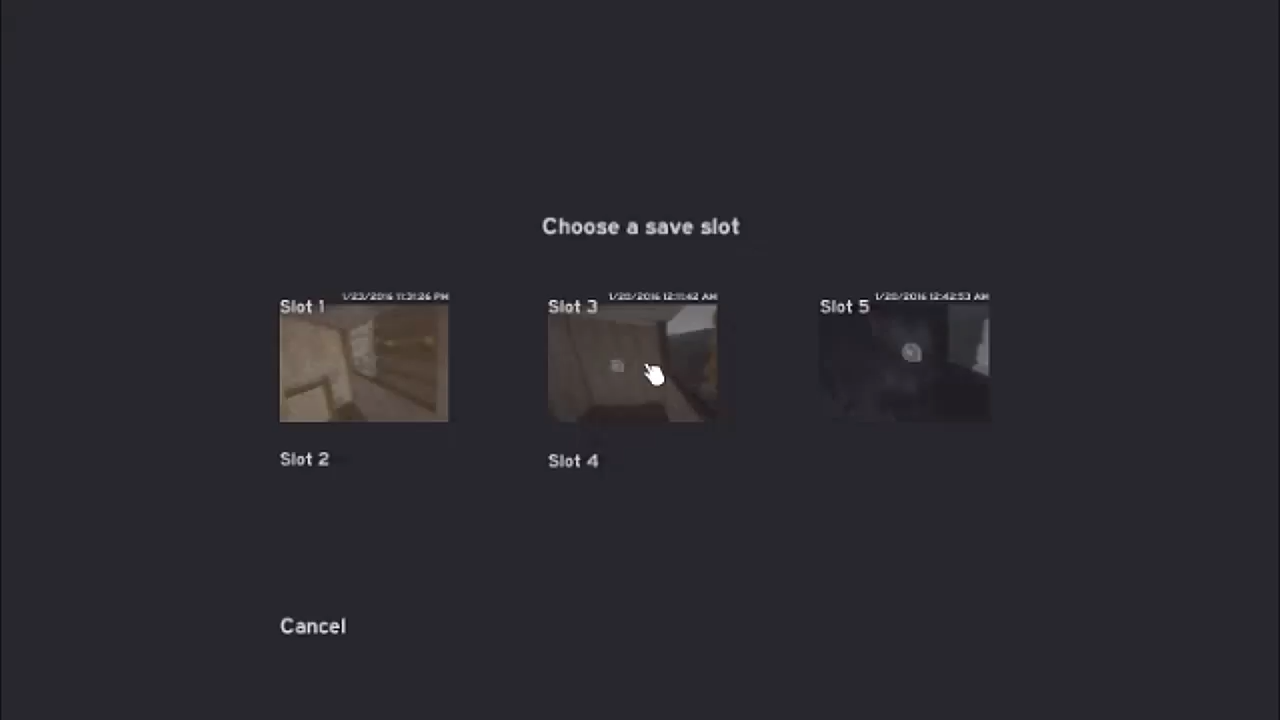 Choose a save slot
1/23/2016 11:31:26 PM
Slot 1
1/20/2016 12:11:42 AM
Slot 3
1/20/2016 12:42:53 AM
Slot 5
Slot 2
Slot 4
Cancel